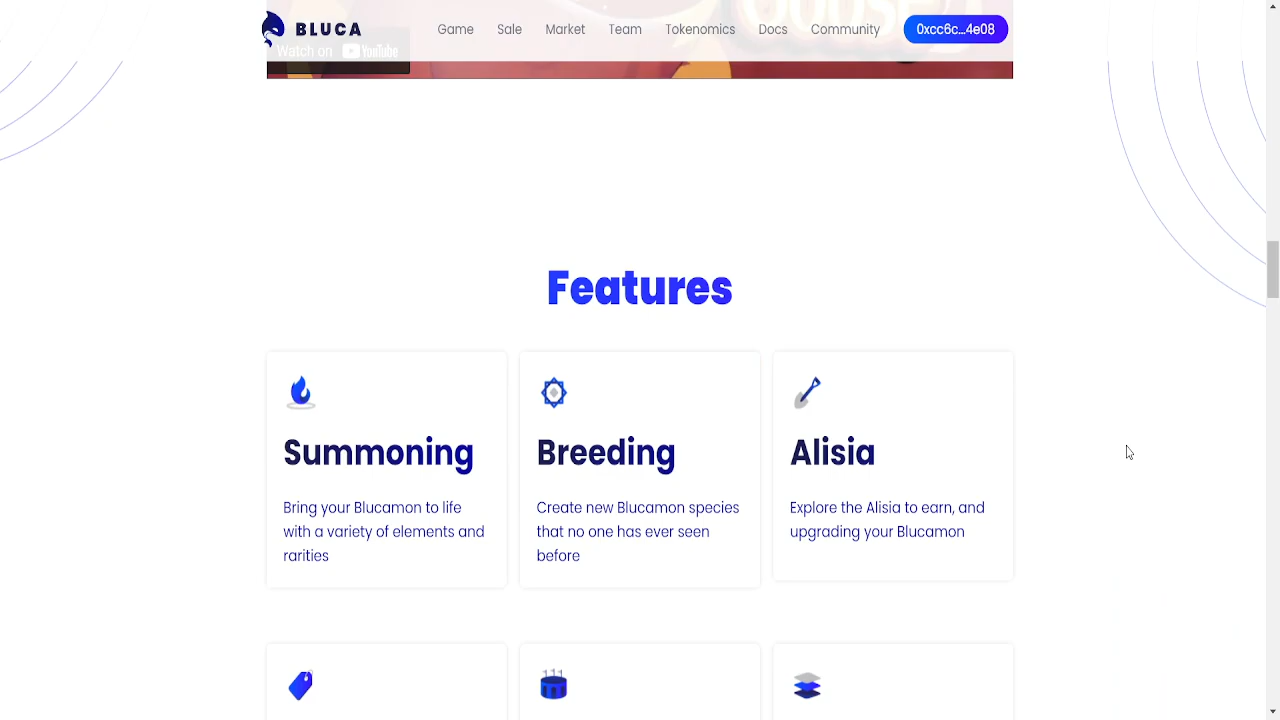 BLUCA
Game Sale Market Team Tokenomics Docs Community 0xcc6c...4e08
Watch on YouTube
Features
Summoning
Bring your Blucamon to life
with a variety of elements and
rarities
Breeding
Create new Blucamon species
that no one has ever seen
before
Alisia
Explore the Alisia to earn, and
upgrading your Blucamon